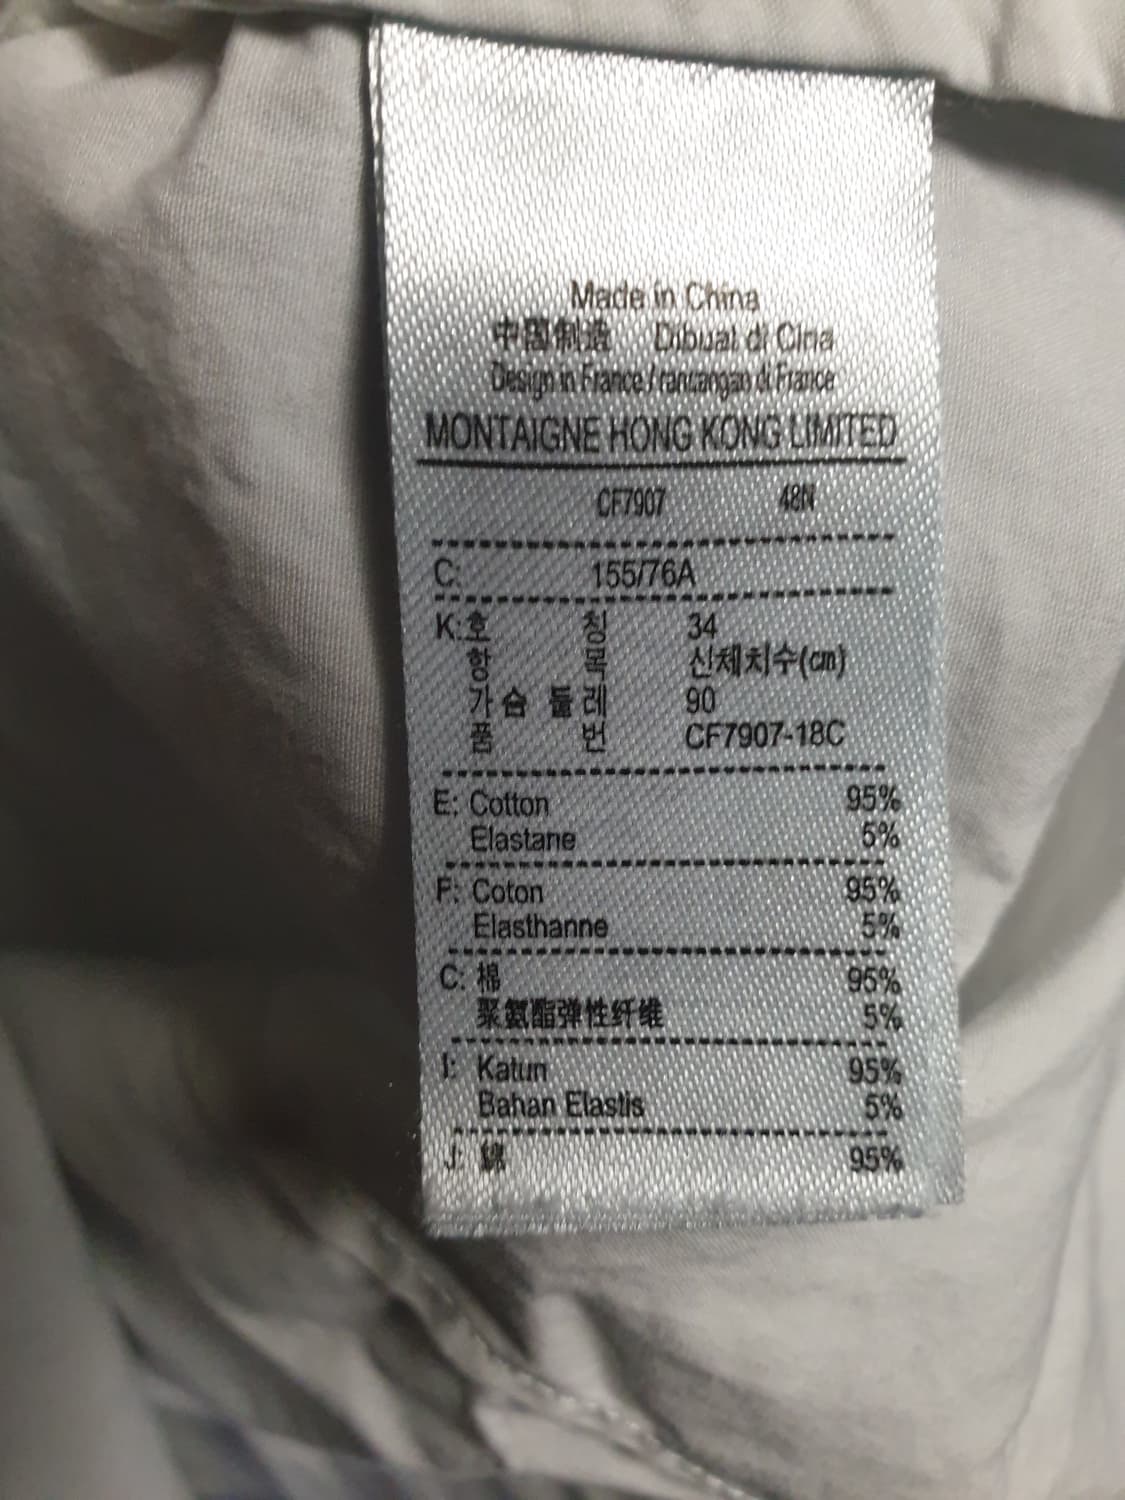 Made in China
中国制造 Dibuat di Cina
Design in France / rancangan di France
MONTAIGNE HONG KONG LIMITED
CF7907 48N
C: 155/76A
K:호 칭 34
항 목 신체치수(cm)
가 슴 둘 레 90
품 번 CF7907-18C
E: Cotton 95%
Elastane 5%
F: Coton 95%
Elasthanne 5%
C: 棉 95%
聚氨酯弹性纤维 5%
I: Katun 95%
Bahan Elastis 5%
J: 綿 95%